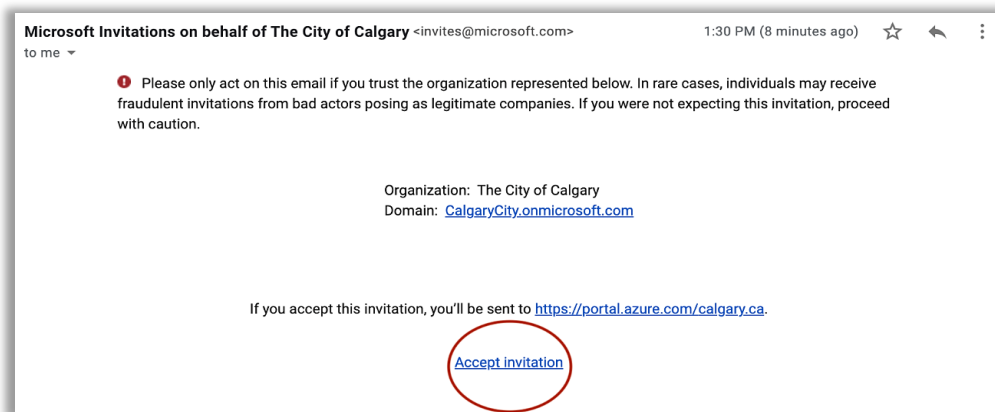 Microsoft Invitations on behalf of The City of Calgary <invites@microsoft.com> 1:30 PM (8 minutes ago)
to me
Please only act on this email if you trust the organization represented below. In rare cases, individuals may receive
fraudulent invitations from bad actors posing as legitimate companies. If you were not expecting this invitation, proceed
with caution.
Organization: The City of Calgary
Domain: CalgaryCity.onmicrosoft.com
If you accept this invitation, you'll be sent to https://portal.azure.com/calgary.ca.
Accept invitation